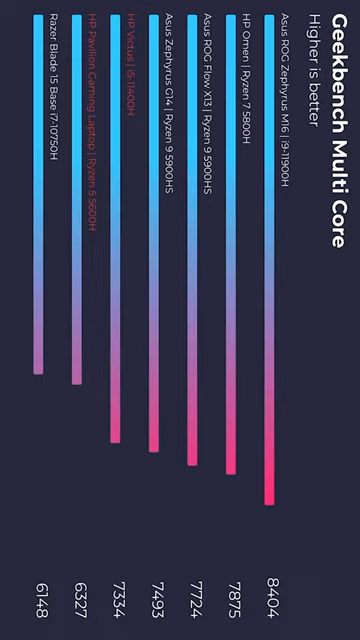 Geekbench Multi Core
Higher is better
Asus ROG Zephyrus M16 | i9-11900H
8404
HP Omen | Ryzen 7 5800H
7875
Asus ROG Flow X13 | Ryzen 9 5900HS
7724
Asus Zephyrus G14 | Ryzen 9 5900HS
7493
HP Victus | i5-11400H
7334
HP Pavilion Gaming Laptop | Ryzen 5 5600H
6327
Razer Blade 15 Base i7-10750H
6148